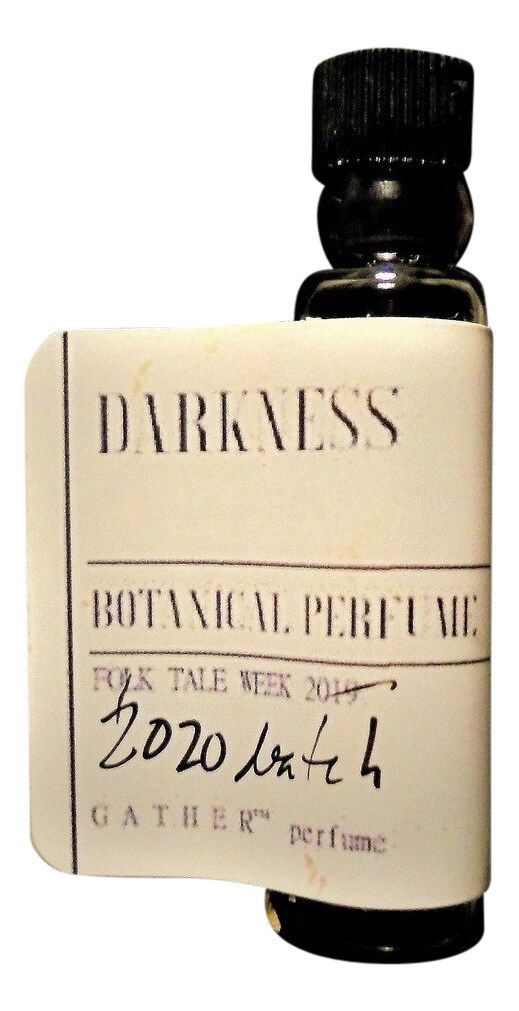 DARKNESS
BOTANICAL PERFUME
FOLK TALE WEEK 2019
2020 batch
GATHER™ perfume